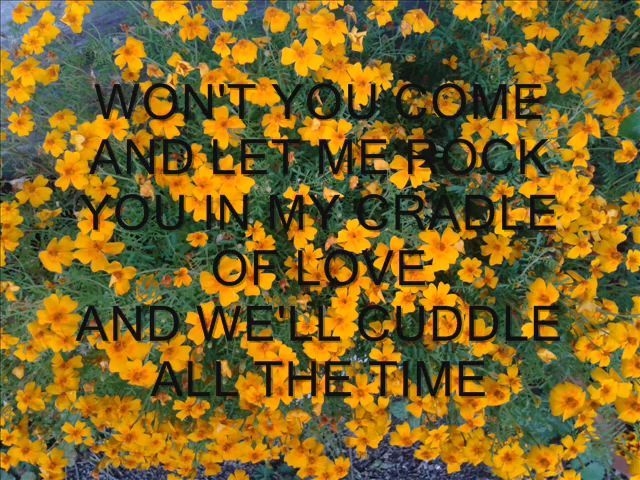 WON'T YOU COME
AND LET ME ROCK
YOU IN MY CRADLE
OF LOVE
AND WE'LL CUDDLE
ALL THE TIME